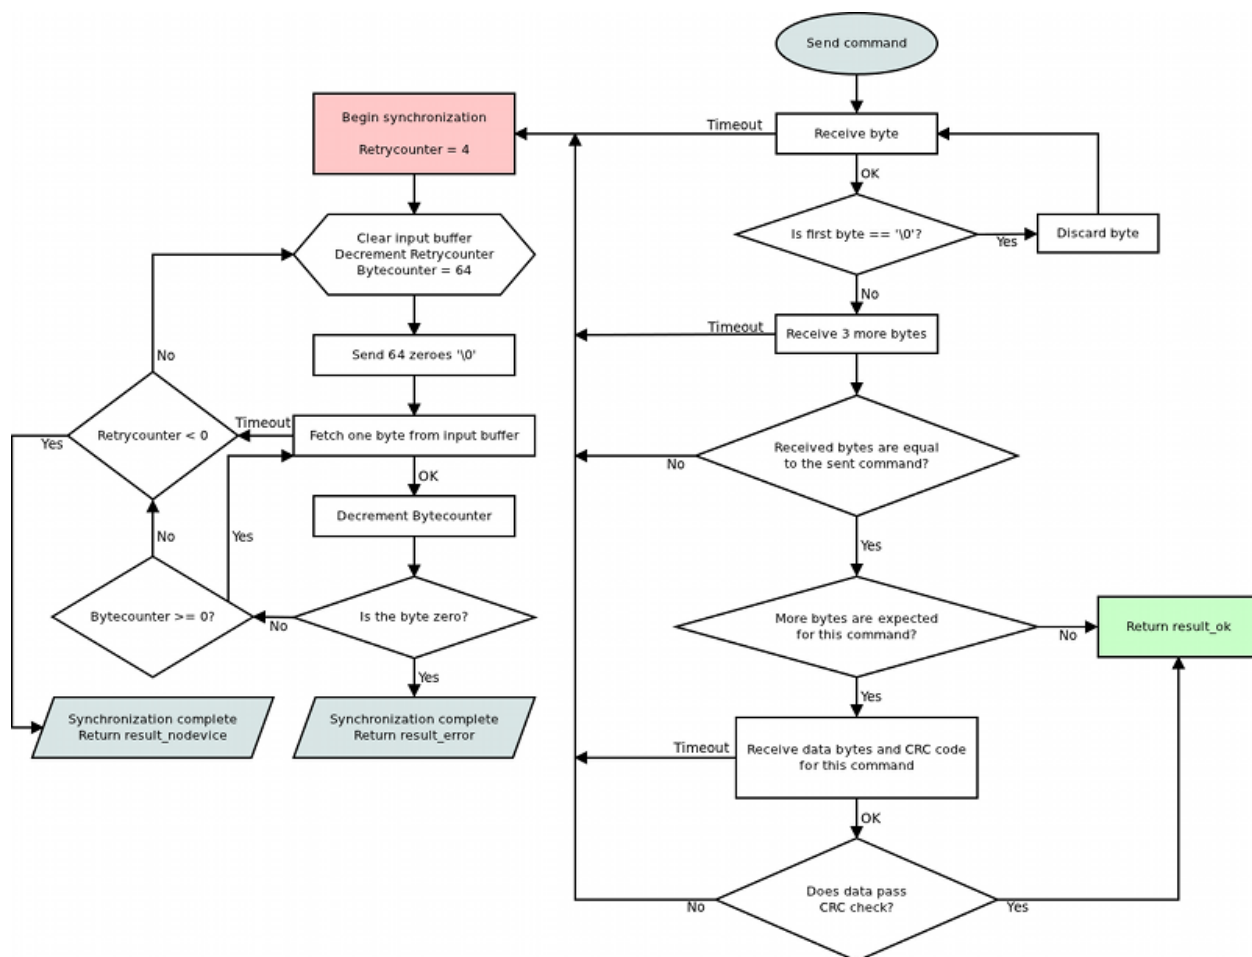 Send command
Begin synchronization
Retrycounter = 4
Timeout
Receive byte
OK
Is first byte == '\0'?
Yes
Discard byte
No
Clear input buffer
Decrement Retrycounter
Bytecounter = 64
Timeout
Receive 3 more bytes
Send 64 zeroes '\0'
No
Retrycounter < 0
Yes
Timeout
Fetch one byte from input buffer
OK
Received bytes are equal
to the sent command?
No
Yes
Decrement Bytecounter
No
Yes
Bytecounter >= 0?
No
Is the byte zero?
Yes
More bytes are expected
for this command?
No
Return result_ok
Yes
Synchronization complete
Return result_nodevice
Synchronization complete
Return result_error
Timeout
Receive data bytes and CRC code
for this command
OK
Does data pass
CRC check?
No
Yes